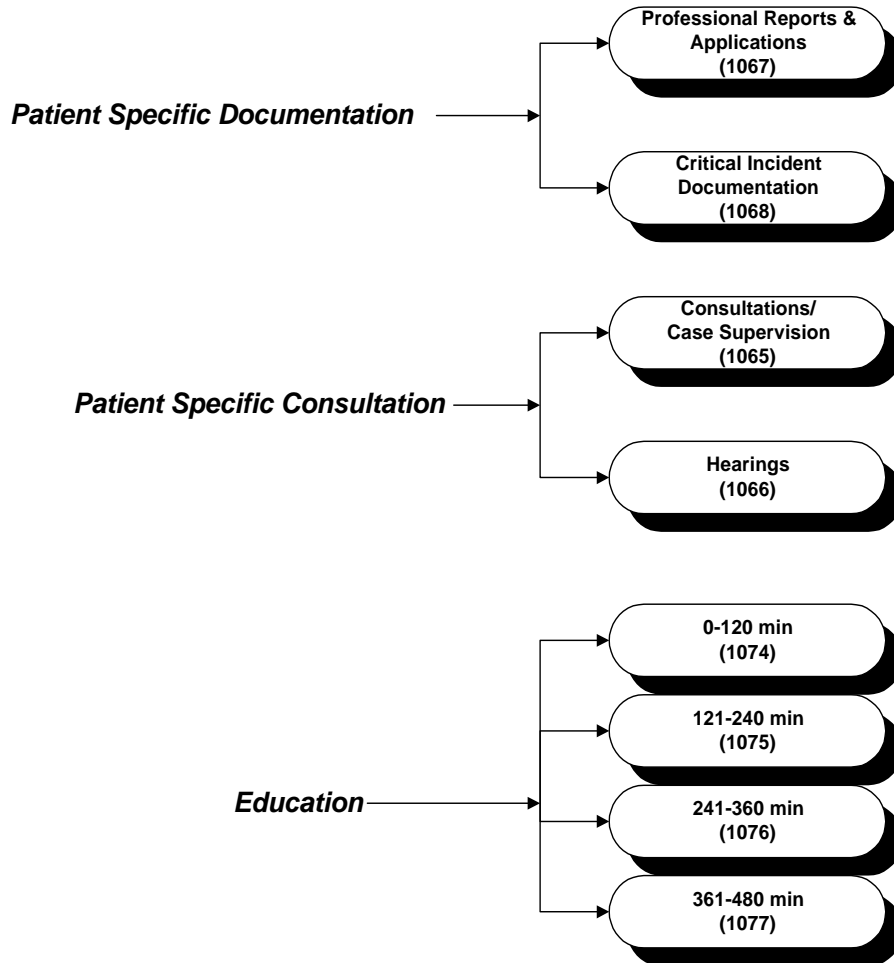 Professional Reports &
Applications
(1067)
Patient Specific Documentation
Critical Incident
Documentation
(1068)
Consultations/
Case Supervision
(1065)
Patient Specific Consultation
Hearings
(1066)
0-120 min
(1074)
121-240 min
(1075)
Education
241-360 min
(1076)
361-480 min
(1077)